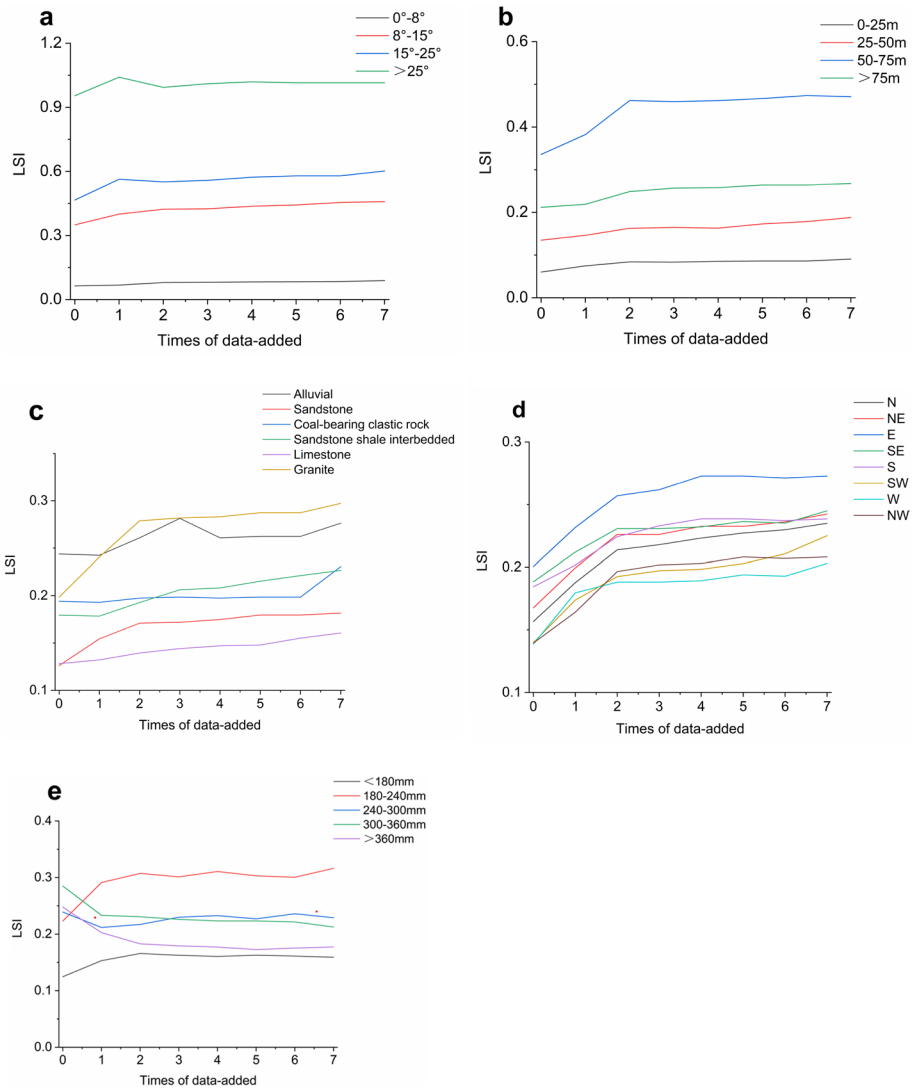 a
0°-8°
8°-15°
15°-25°
＞25°
1.2
0.9
0.6
0.3
0.0
LSI
0 1 2 3 4 5 6 7
Times of data-added
b
0-25m
25-50m
50-75m
＞75m
0.6
0.4
0.2
0.0
LSI
0 1 2 3 4 5 6 7
Times of data-added
c
Alluvial
Sandstone
Coal-bearing clastic rock
Sandstone shale interbedded
Limestone
Granite
0.3
0.2
0.1
LSI
0 1 2 3 4 5 6 7
Times of data-added
d
N
NE
E
SE
S
SW
W
NW
0.3
0.2
0.1
LSI
0 1 2 3 4 5 6 7
Times of data-added
e
＜180mm
180-240mm
240-300mm
300-360mm
＞360mm
0.4
0.3
0.2
0.1
0.0
LSI
0 1 2 3 4 5 6 7
Times of data-added